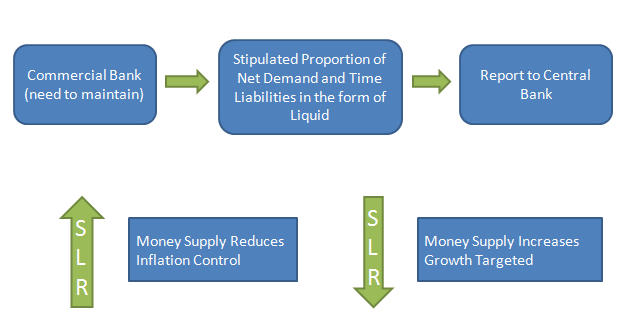 Commercial Bank
(need to maintain)
Stipulated Proportion of
Net Demand and Time
Liabilities in the form of
Liquid
Report to Central
Bank
S
L
R
Money Supply Reduces
Inflation Control
S
L
R
Money Supply Increases
Growth Targeted